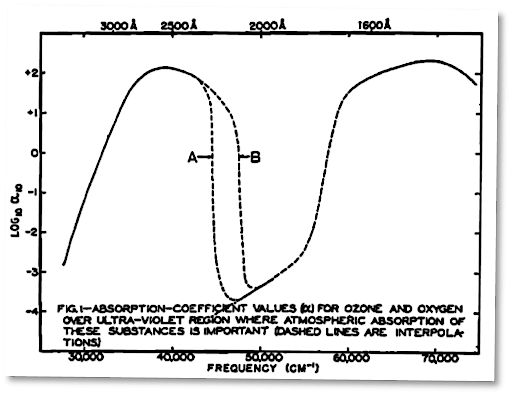 3000Å 2500Å 2000Å 1600Å
+2
+1
0
-1
-2
-3
-4
LOG₁₀ α₁₀
A B
FIG.1—ABSORPTION-COEFFICIENT VALUES (α) FOR OZONE AND OXYGEN
OVER ULTRA-VIOLET REGION WHERE ATMOSPHERIC ABSORPTION OF
THESE SUBSTANCES IS IMPORTANT (DASHED LINES ARE INTERPOLA-
TIONS)
30,000 40,000 50,000 60,000 70,000
FREQUENCY (CM⁻¹)